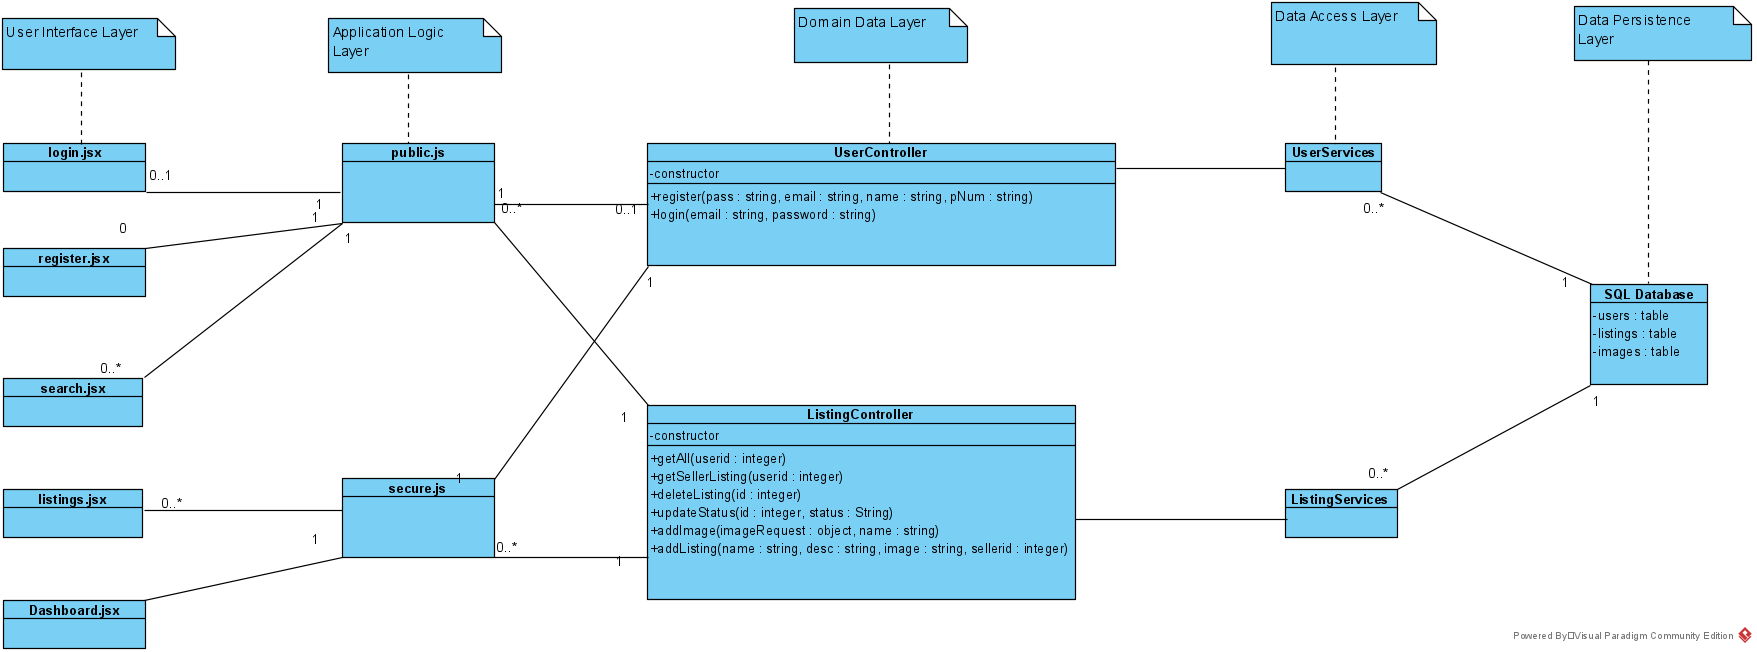 User Interface Layer
Application Logic
Layer
Domain Data Layer
Data Access Layer
Data Persistence
Layer
login.jsx
0..1
1
public.js
1
0..*
0..1
UserController
-constructor
+register(pass : string, email : string, name : string, pNum : string)
+login(email : string, password : string)
1
UserServices
0..*
1
SQL Database
-users : table
-listings : table
-images : table
1
0
1
1
register.jsx
0..*
search.jsx
listings.jsx
0..*
1
Dashboard.jsx
1
secure.js
0..*
1
1
ListingController
-constructor
+getAll(userid : integer)
+getSellerListing(userid : integer)
+deleteListing(id : integer)
+updateStatus(id : integer, status : String)
+addImage(imageRequest : object, name : string)
+addListing(name : string, desc : string, image : string, sellerid : integer)
0..*
ListingServices
Powered By□Visual Paradigm Community Edition